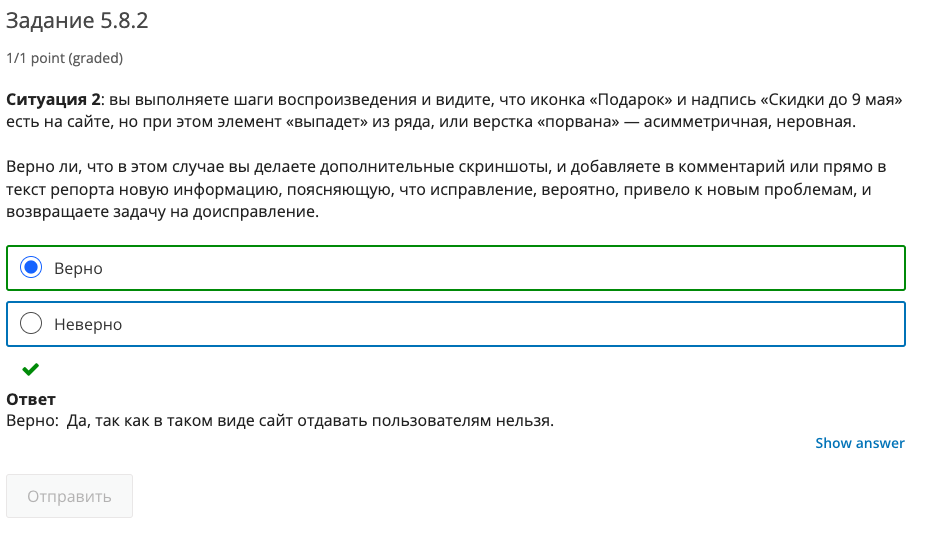 Задание 5.8.2
1/1 point (graded)
Ситуация 2: вы выполняете шаги воспроизведения и видите, что иконка «Подарок» и надпись «Скидки до 9 мая»
есть на сайте, но при этом элемент «выпадет» из ряда, или верстка «порвана» — асимметричная, неровная.
Верно ли, что в этом случае вы делаете дополнительные скриншоты, и добавляете в комментарий или прямо в
текст репорта новую информацию, поясняющую, что исправление, вероятно, привело к новым проблемам, и
возвращаете задачу на доисправление.
Верно
Неверно
Ответ
Верно: Да, так как в таком виде сайт отдавать пользователям нельзя.
Show answer
Отправить